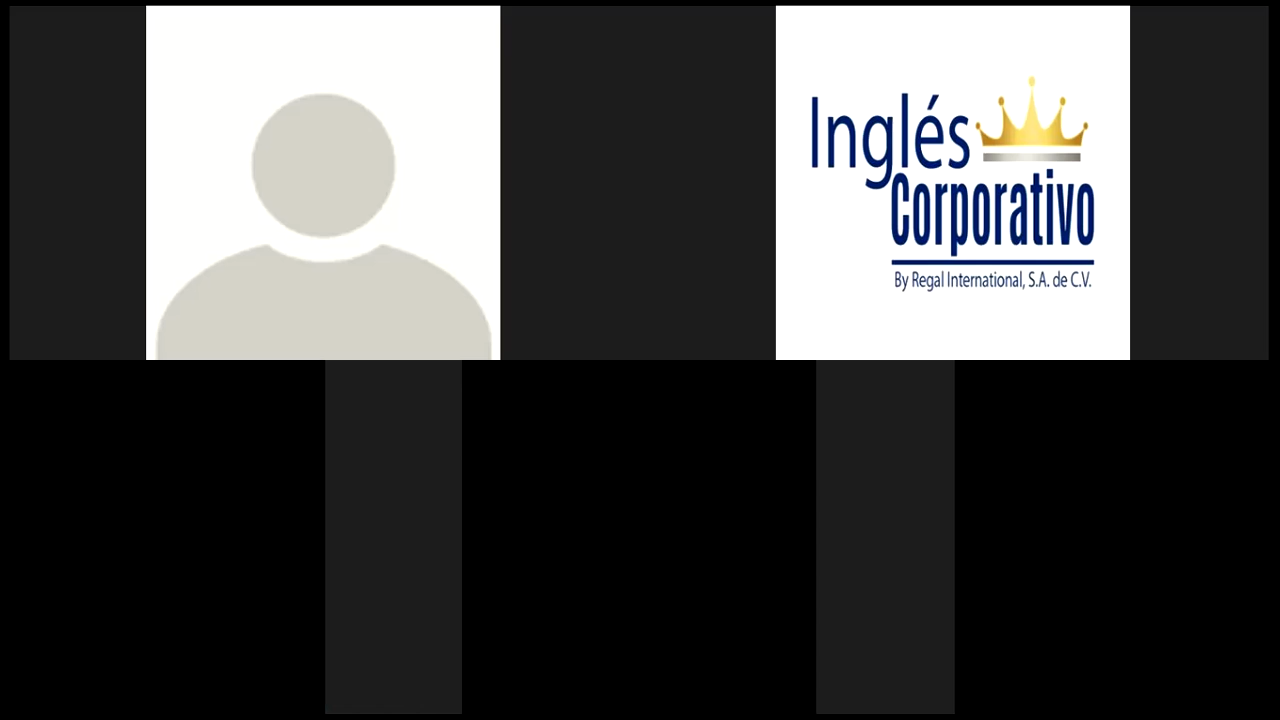 Inglés
Corporativo
By Regal International, S.A. de C.V.